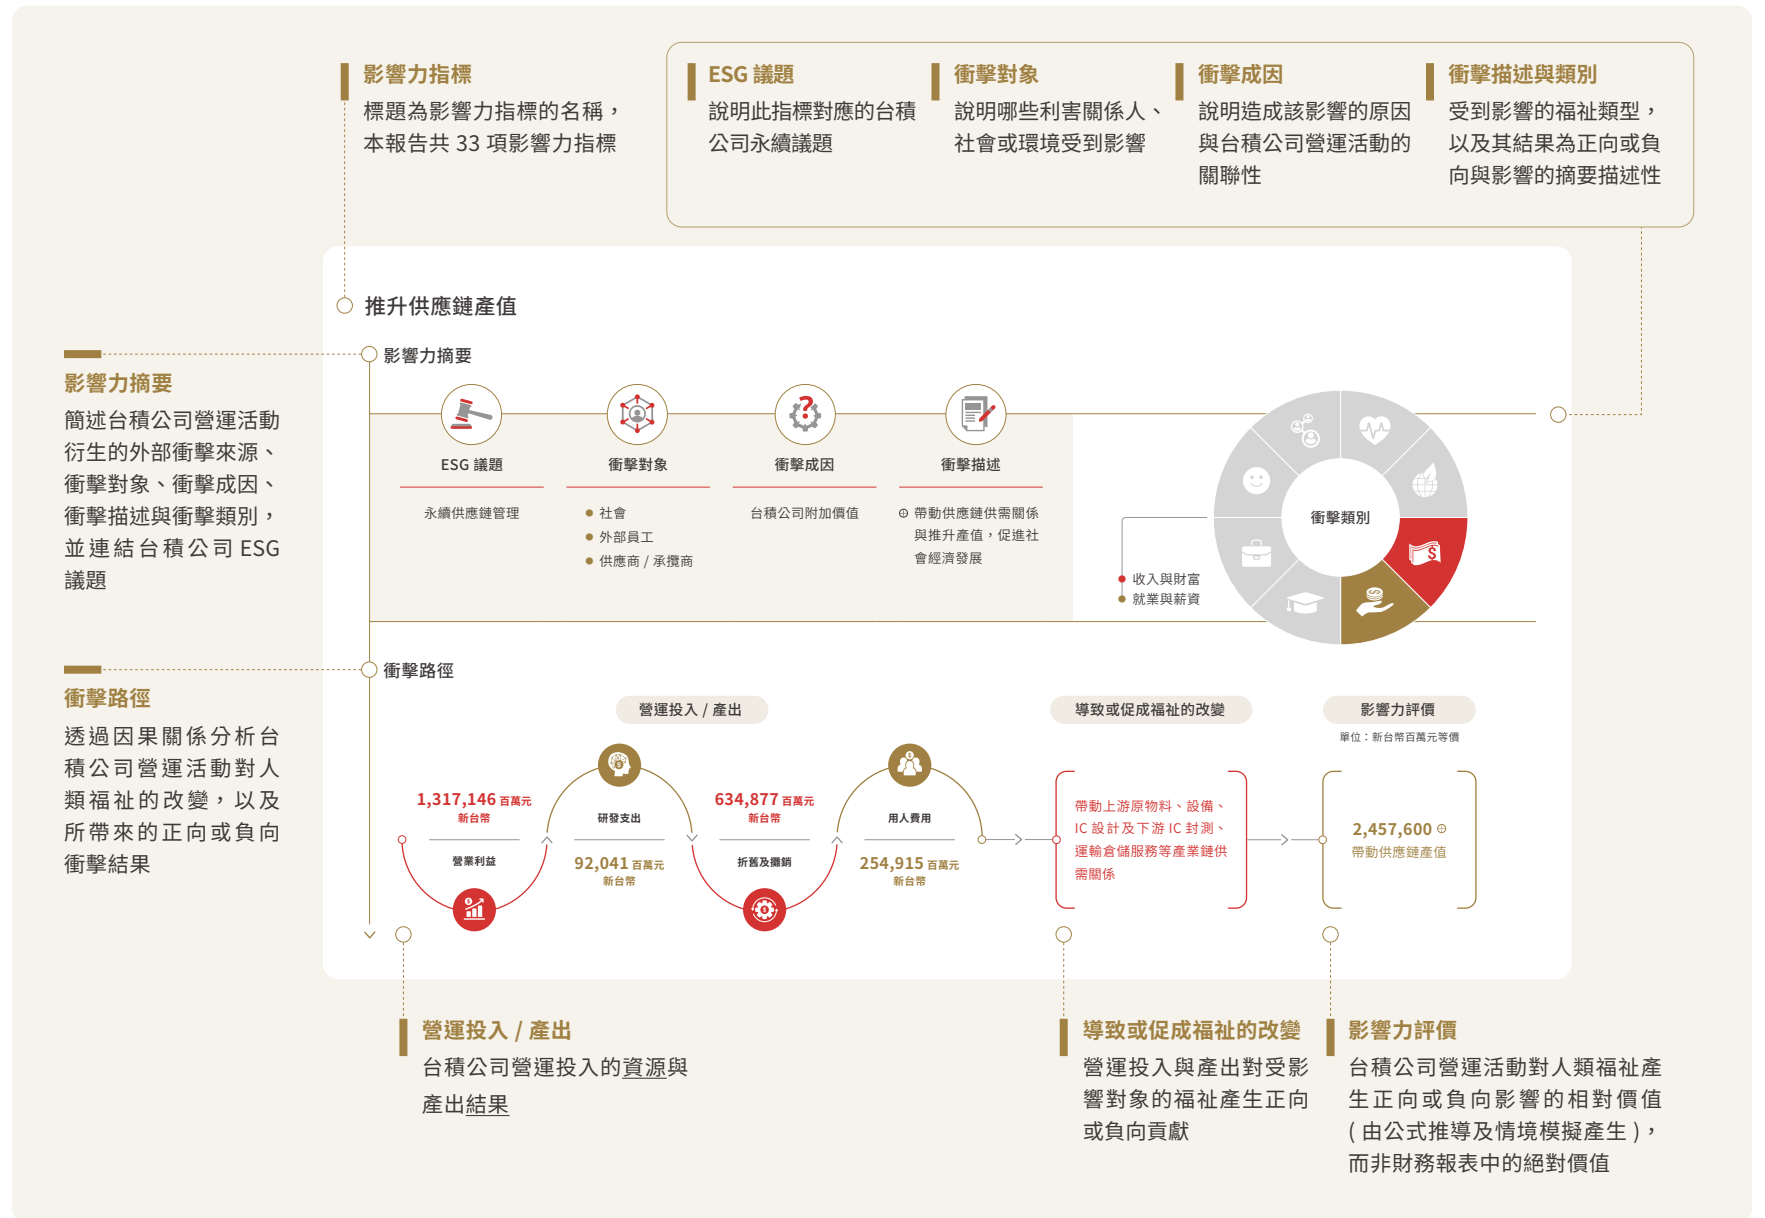 影響力指標
標題為影響力指標的名稱，
本報告共 33 項影響力指標
ESG 議題
說明此指標對應的台積
公司永續議題
衝擊對象
說明哪些利害關係人、
社會或環境受到影響
衝擊成因
說明造成該影響的原因
與台積公司營運活動的
關聯性
衝擊描述與類別
受到影響的福祉類型，
以及其結果為正向或負
向與影響的摘要描述性
推升供應鏈產值
影響力摘要
簡述台積公司營運活動
衍生的外部衝擊來源、
衝擊對象、衝擊成因、
衝擊描述與衝擊類別，
並連結台積公司 ESG
議題
影響力摘要
ESG 議題
永續供應鏈管理
衝擊對象
社會
外部員工
供應商 / 承攬商
衝擊成因
台積公司附加價值
衝擊描述
⊕ 帶動供應鏈供需關係
與推升產值，促進社
會經濟發展
衝擊類別
收入與財富
就業與薪資
衝擊路徑
透過因果關係分析台
積公司營運活動對人
類福祉的改變，以及
所帶來的正向或負向
衝擊結果
衝擊路徑
營運投入 / 產出
1,317,146 百萬元
新台幣
營業利益
研發支出
92,041 百萬元
新台幣
634,877 百萬元
新台幣
折舊及攤銷
用人費用
254,915 百萬元
新台幣
導致或促成福祉的改變
帶動上游原物料、設備、
IC 設計及下游 IC 封測、
運輸倉儲服務等產業鏈供
需關係
影響力評價
單位：新台幣百萬元等價
2,457,600 ⊕
帶動供應鏈產值
營運投入 / 產出
台積公司營運投入的資源與
產出結果
導致或促成福祉的改變
營運投入與產出對受影
響對象的福祉產生正向
或負向貢獻
影響力評價
台積公司營運活動對人類福祉產
生正向或負向影響的相對價值
( 由公式推導及情境模擬產生 )，
而非財務報表中的絕對價值